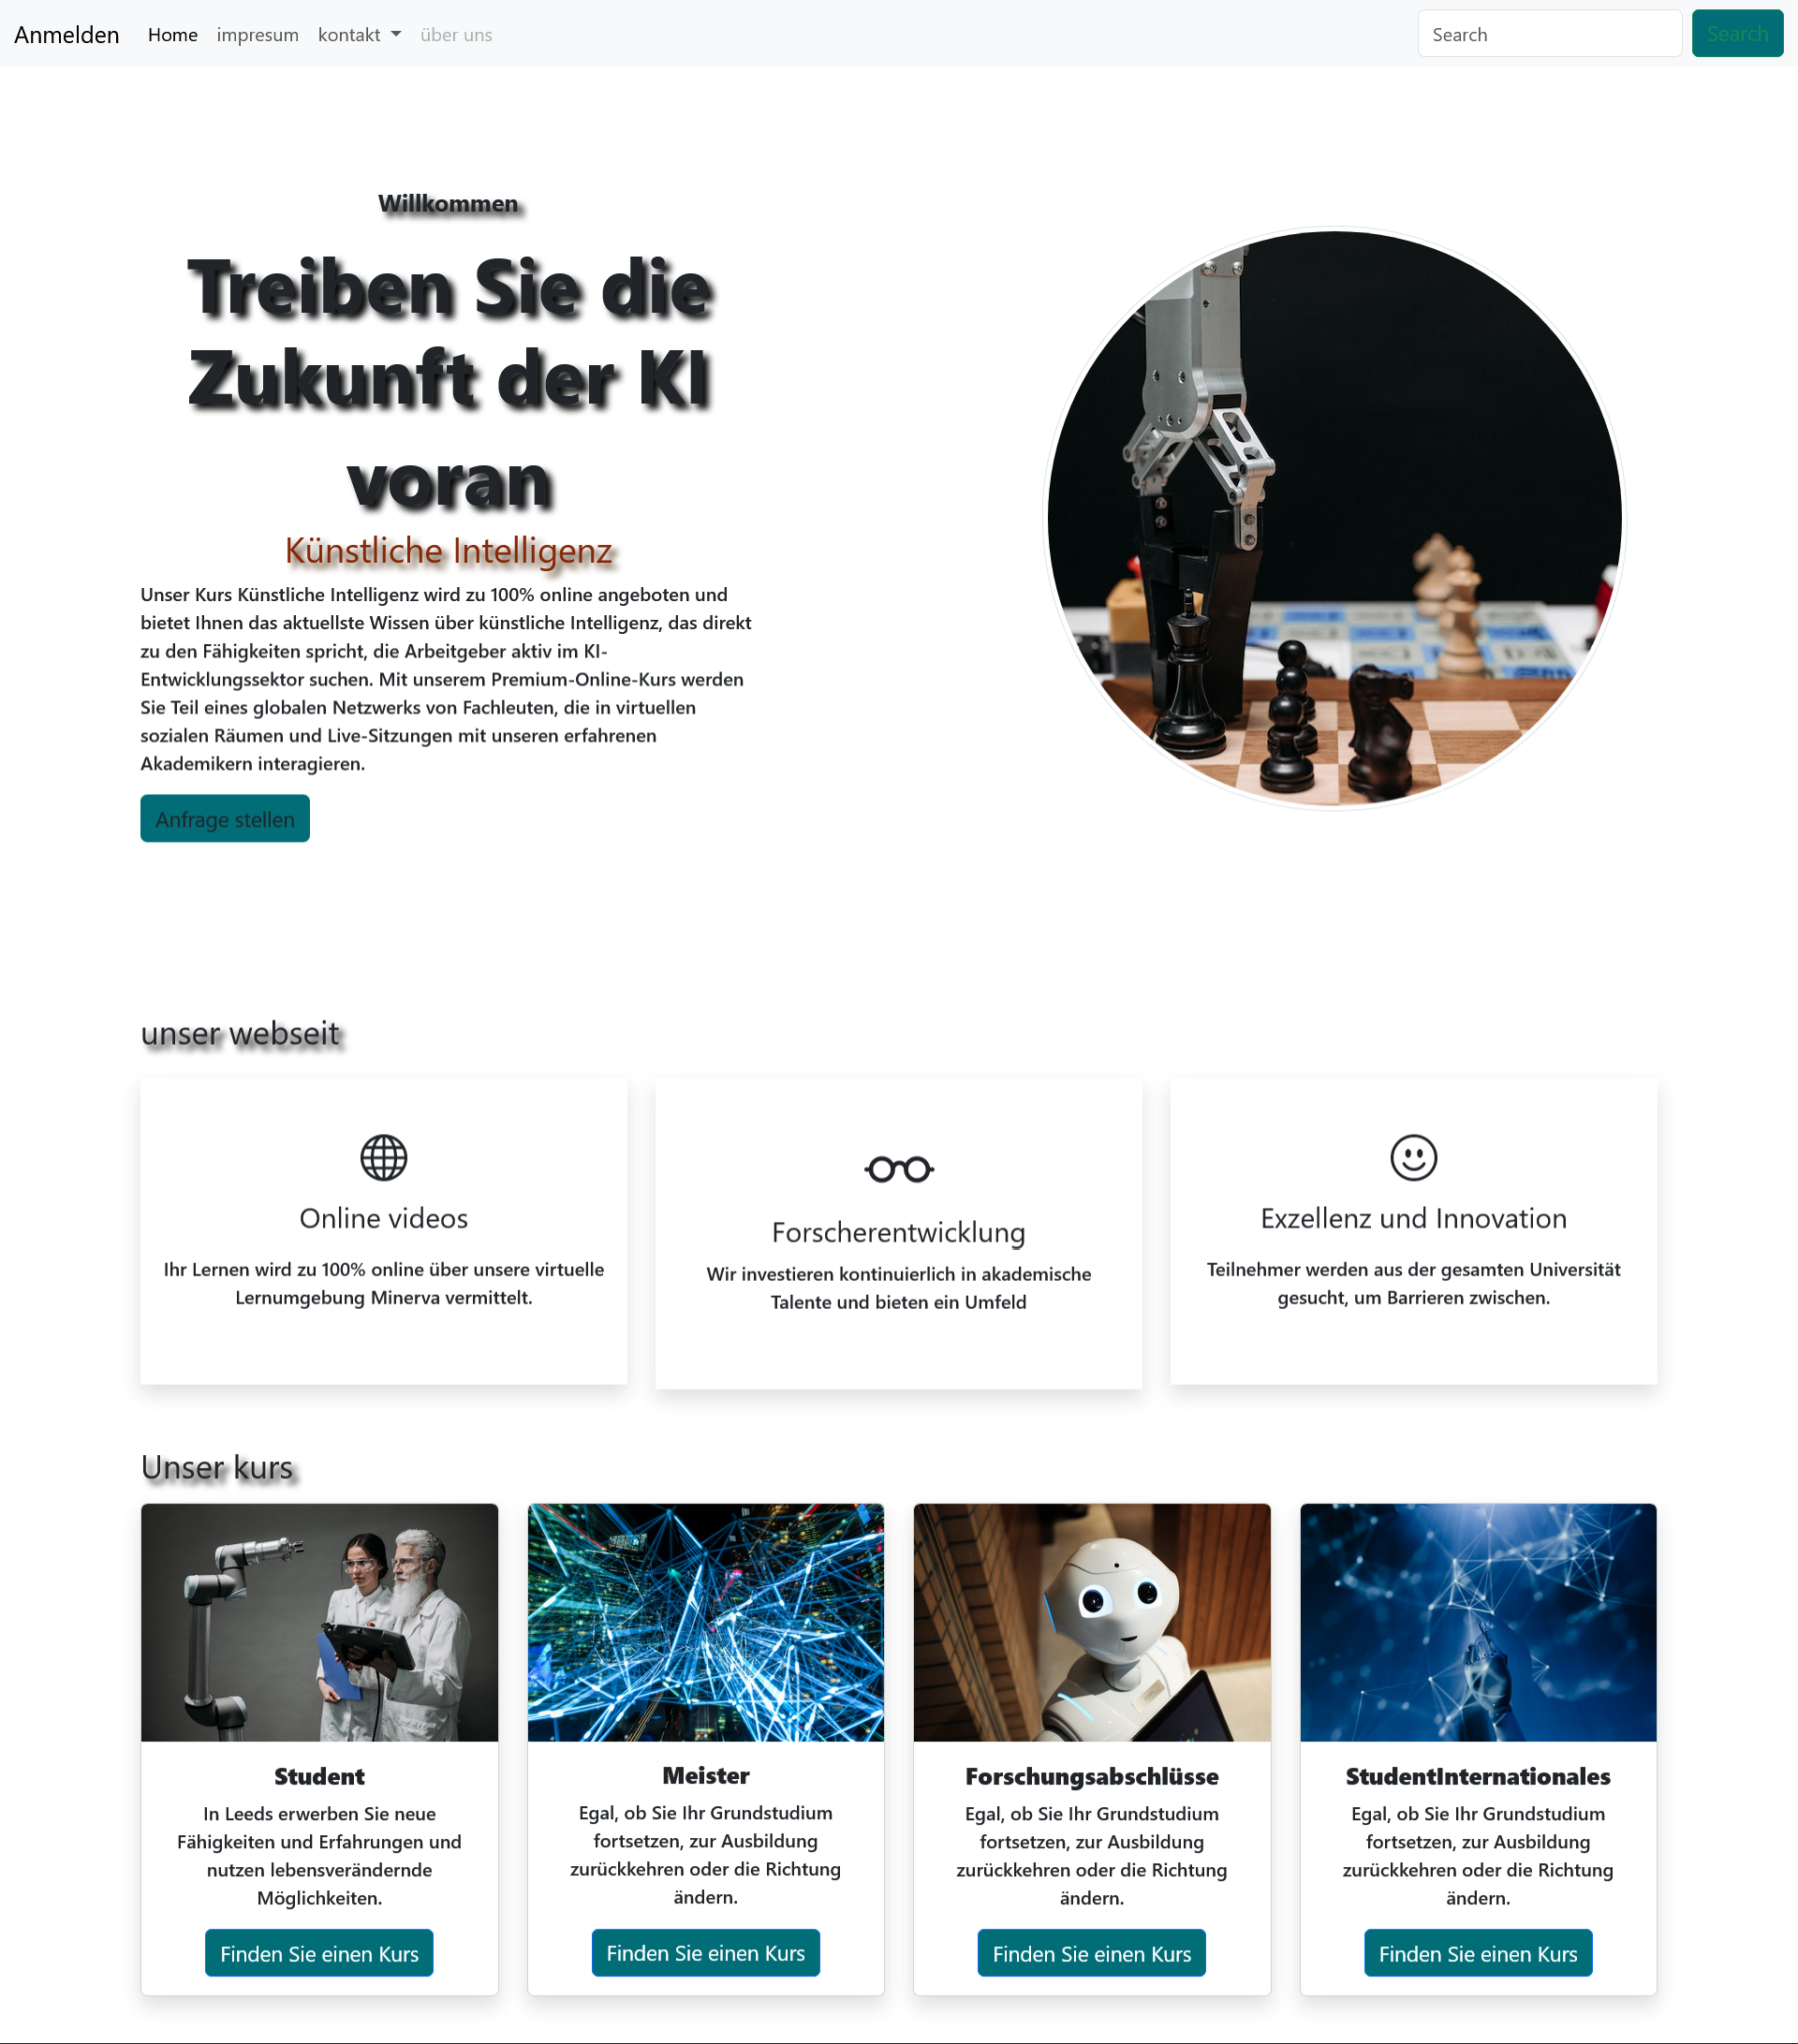 Anmelden Home impresum kontakt über uns Search Search
Willkommen
Treiben Sie die
Zukunft der KI
voran
Künstliche Intelligenz
Unser Kurs Künstliche Intelligenz wird zu 100% online angeboten und
bietet Ihnen das aktuellste Wissen über künstliche Intelligenz, das direkt
zu den Fähigkeiten spricht, die Arbeitgeber aktiv im KI-
Entwicklungssektor suchen. Mit unserem Premium-Online-Kurs werden
Sie Teil eines globalen Netzwerks von Fachleuten, die in virtuellen
sozialen Räumen und Live-Sitzungen mit unseren erfahrenen
Akademikern interagieren.
Anfrage stellen
unser webseit
Online videos
Ihr Lernen wird zu 100% online über unsere virtuelle
Lernumgebung Minerva vermittelt.
Forscherentwicklung
Wir investieren kontinuierlich in akademische
Talente und bieten ein Umfeld
Exzellenz und Innovation
Teilnehmer werden aus der gesamten Universität
gesucht, um Barrieren zwischen.
Unser kurs
Student
In Leeds erwerben Sie neue
Fähigkeiten und Erfahrungen und
nutzen lebensverändernde
Möglichkeiten.
Finden Sie einen Kurs
Meister
Egal, ob Sie Ihr Grundstudium
fortsetzen, zur Ausbildung
zurückkehren oder die Richtung
ändern.
Finden Sie einen Kurs
Forschungsabschlüsse
Egal, ob Sie Ihr Grundstudium
fortsetzen, zur Ausbildung
zurückkehren oder die Richtung
ändern.
Finden Sie einen Kurs
StudentInternationales
Egal, ob Sie Ihr Grundstudium
fortsetzen, zur Ausbildung
zurückkehren oder die Richtung
ändern.
Finden Sie einen Kurs